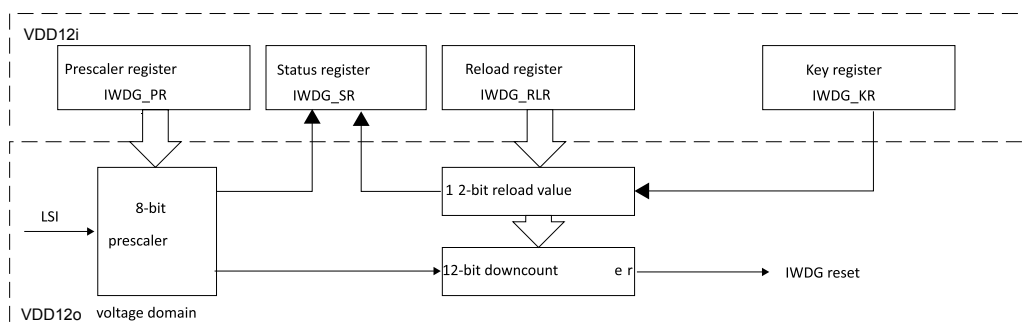 VDD12i
Prescaler register
IWDG_PR
Status register
IWDG_SR
Reload register
IWDG_RLR
Key register
IWDG_KR
8-bit
prescaler
LSI
1 2-bit reload value
12-bit downcount e r
IWDG reset
VDD12o voltage domain